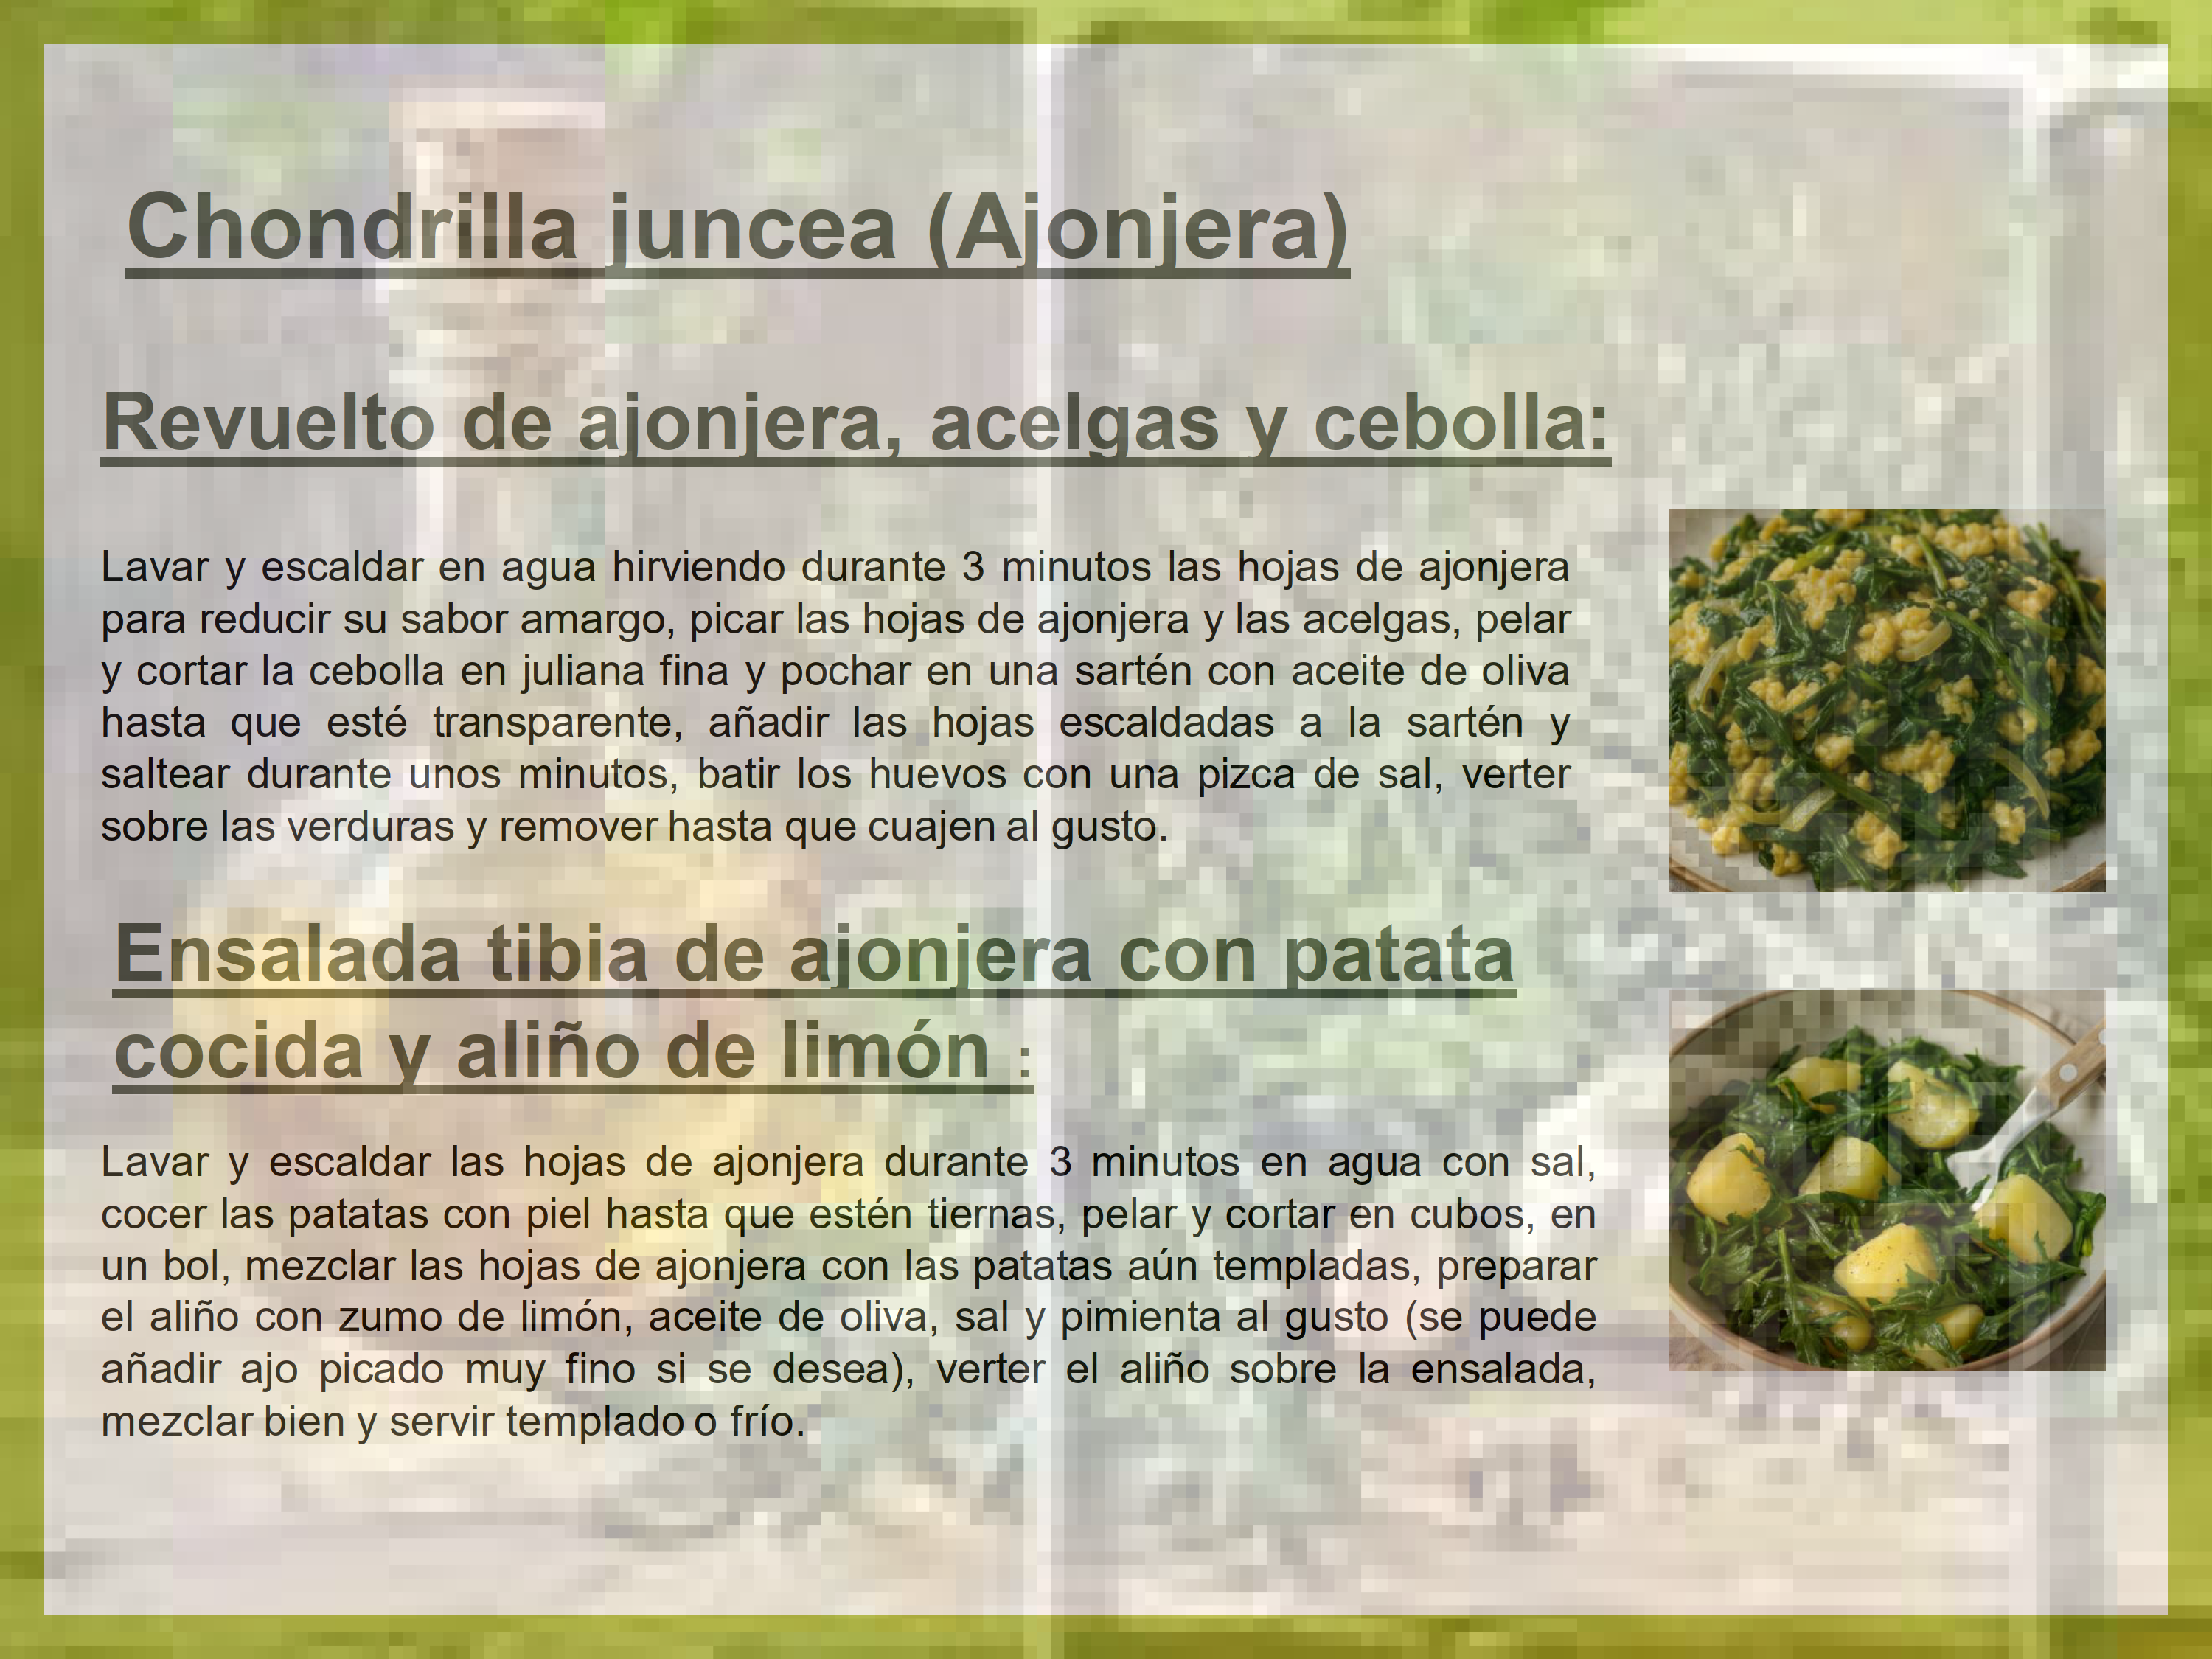 Chondrilla juncea (Ajonjera)
Revuelto de ajonjera, acelgas y cebolla:
Lavar y escaldar en agua hirviendo durante 3 minutos las hojas de ajonjera
para reducir su sabor amargo, picar las hojas de ajonjera y las acelgas, pelar
y cortar la cebolla en juliana fina y pochar en una sartén con aceite de oliva
hasta que esté transparente, añadir las hojas escaldadas a la sartén y
saltear durante unos minutos, batir los huevos con una pizca de sal, verter
sobre las verduras y remover hasta que cuajen al gusto.
Ensalada tibia de ajonjera con patata
cocida y aliño de limón :
Lavar y escaldar las hojas de ajonjera durante 3 minutos en agua con sal,
cocer las patatas con piel hasta que estén tiernas, pelar y cortar en cubos, en
un bol, mezclar las hojas de ajonjera con las patatas aún templadas, preparar
el aliño con zumo de limón, aceite de oliva, sal y pimienta al gusto (se puede
añadir ajo picado muy fino si se desea), verter el aliño sobre la ensalada,
mezclar bien y servir templado o frío.